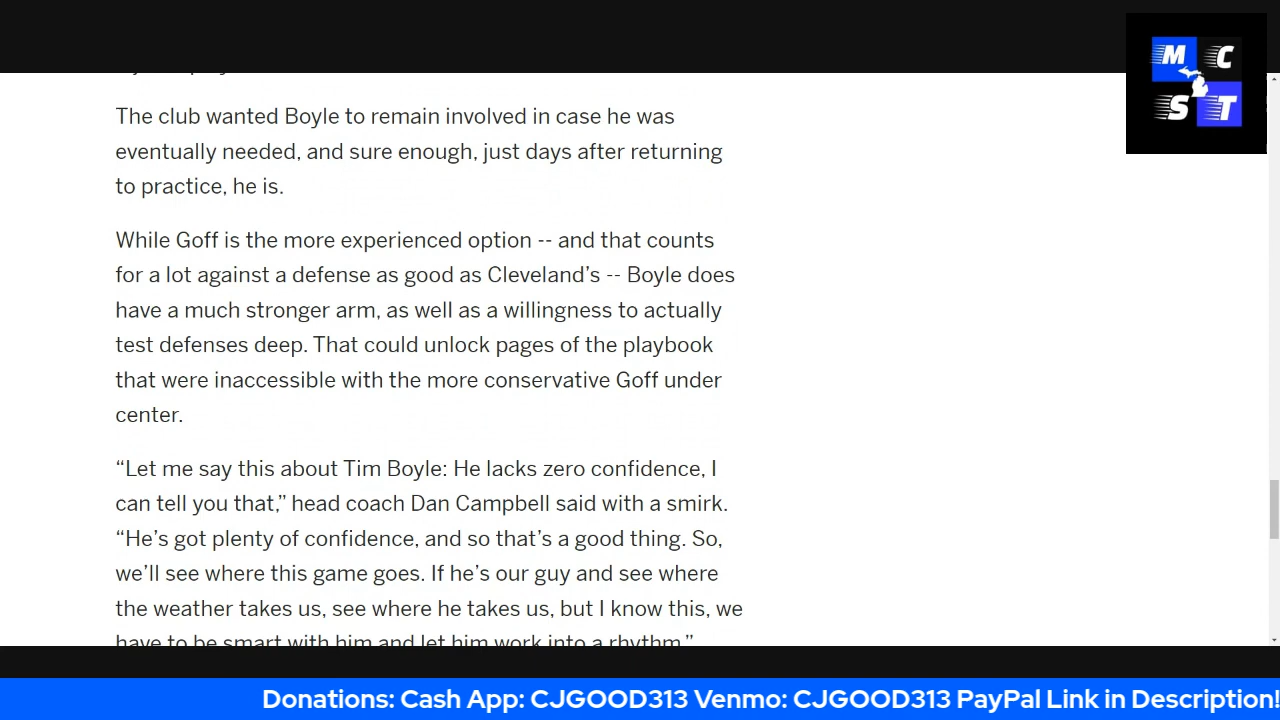 M C
S T
The club wanted Boyle to remain involved in case he was
eventually needed, and sure enough, just days after returning
to practice, he is.
While Goff is the more experienced option -- and that counts
for a lot against a defense as good as Cleveland’s -- Boyle does
have a much stronger arm, as well as a willingness to actually
test defenses deep. That could unlock pages of the playbook
that were inaccessible with the more conservative Goff under
center.
“Let me say this about Tim Boyle: He lacks zero confidence, I
can tell you that,” head coach Dan Campbell said with a smirk.
“He’s got plenty of confidence, and so that’s a good thing. So,
we’ll see where this game goes. If he’s our guy and see where
the weather takes us, see where he takes us, but I know this, we
have to be smart with him and let him work into a rhythm.”
Donations: Cash App: CJGOOD313 Venmo: CJGOOD313 PayPal Link in Description!